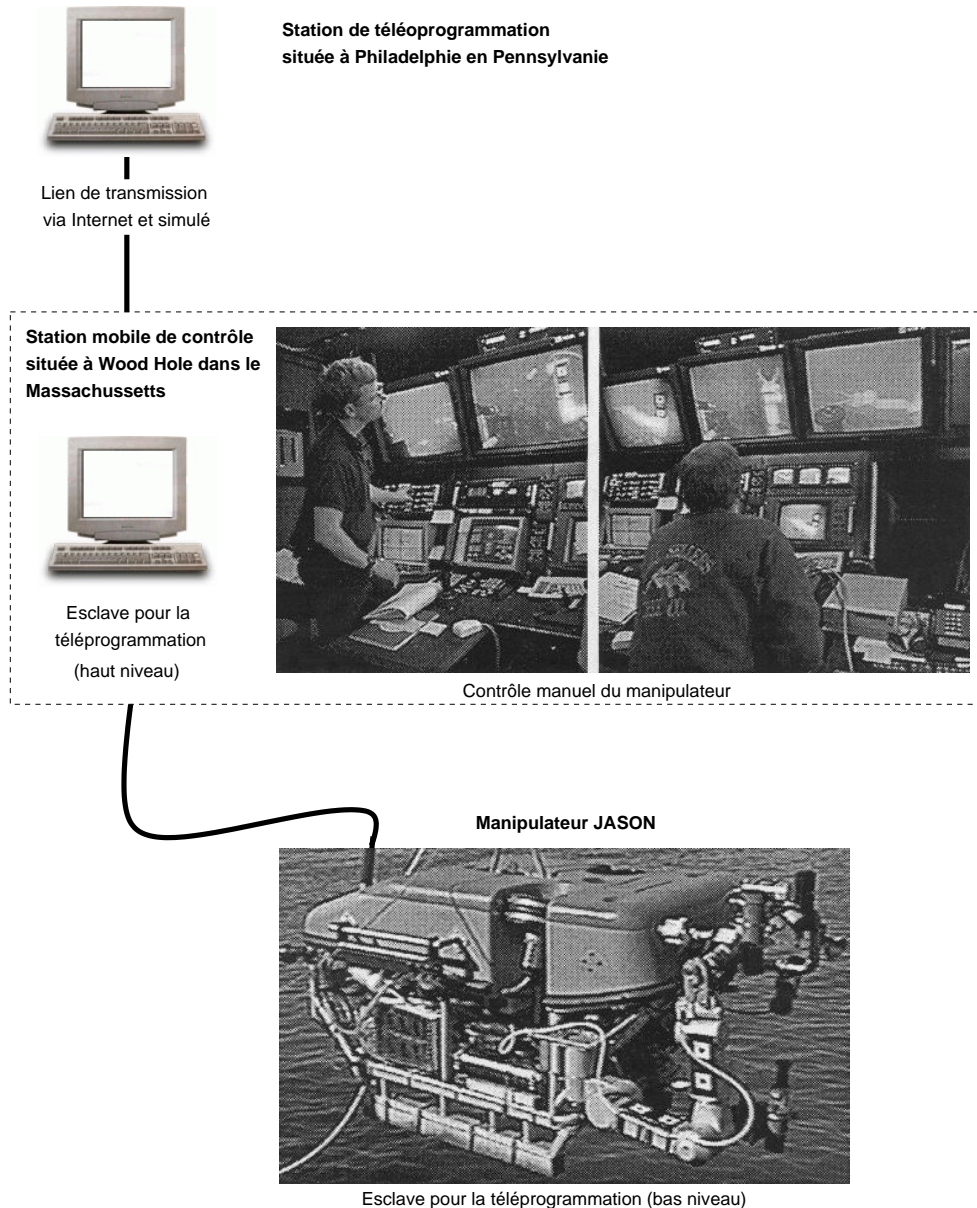 Station de téléoprogrammation
située à Philadelphie en Pennsylvanie
Lien de transmission
via Internet et simulé
Station mobile de contrôle
située à Wood Hole dans le
Massachussetts
Esclave pour la
téléprogrammation
(haut niveau)
Contrôle manuel du manipulateur
Manipulateur JASON
Esclave pour la téléprogrammation (bas niveau)